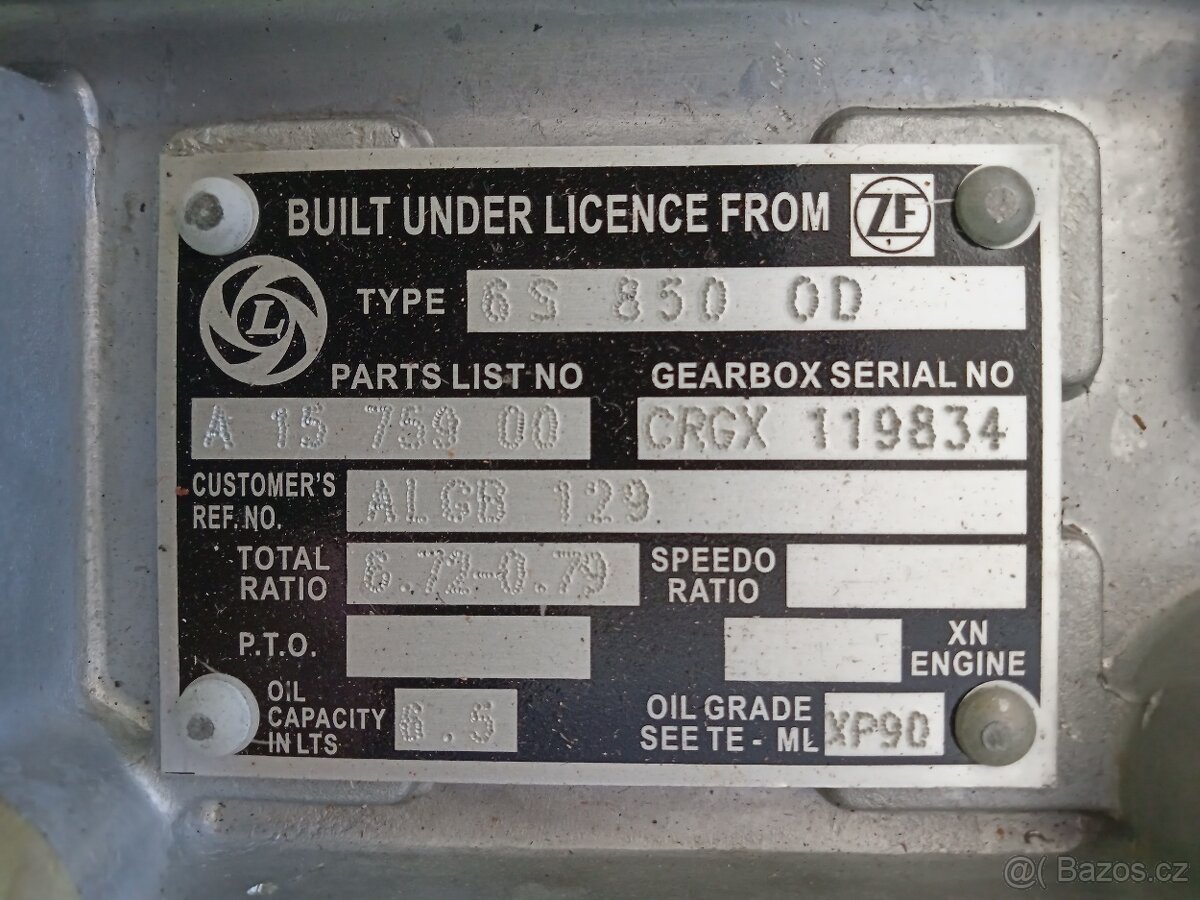 BUILT UNDER LICENCE FROM ZF
L
TYPE 6S 850 OD
PARTS LIST NO GEARBOX SERIAL NO
A 15 759 00 CRGX 119834
CUSTOMER'S REF. NO. ALGB 129
TOTAL RATIO 6.72-0.79 SPEEDO RATIO
P.T.O. XN ENGINE
OIL CAPACITY IN LTS 6.5 OIL GRADE SEE TE - ML XP90
@( Bazos.cz